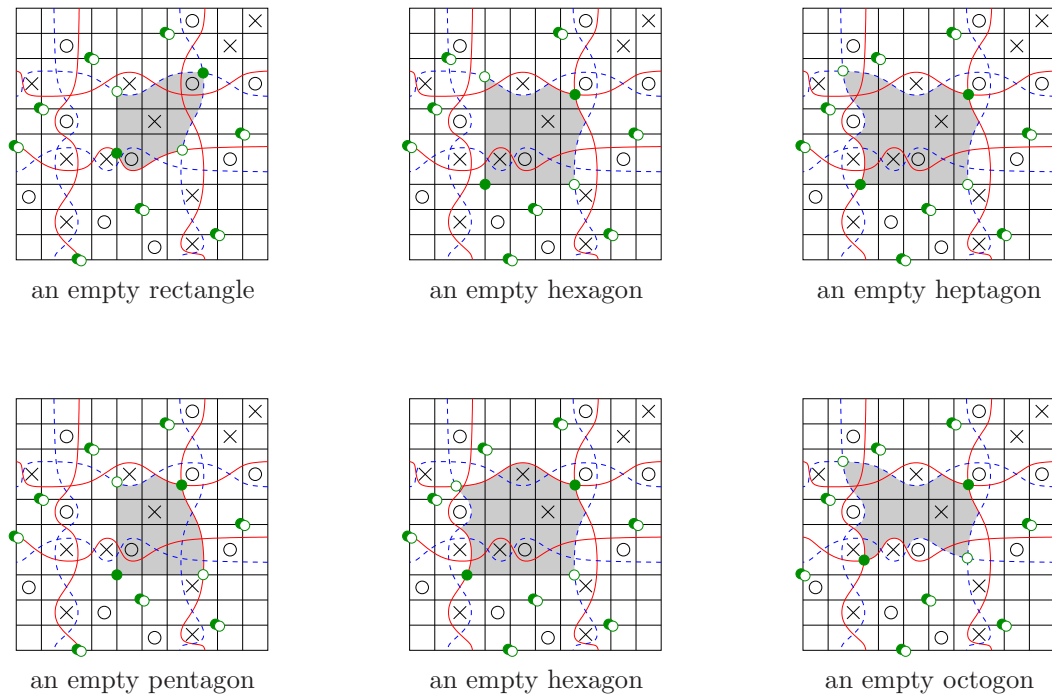 an empty rectangle
an empty hexagon
an empty heptagon
an empty pentagon
an empty hexagon
an empty octogon